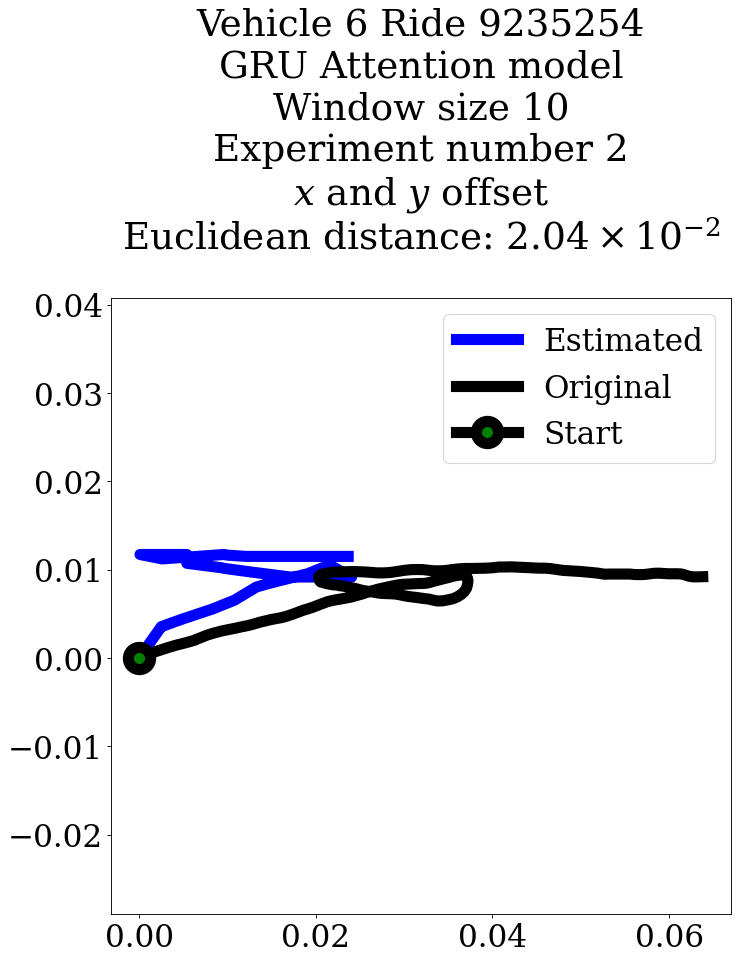 Vehicle 6 Ride 9235254
GRU Attention model
Window size 10
Experiment number 2
x and y offset
Euclidean distance: 2.04 × 10⁻²
0.04
0.03
0.02
0.01
0.00
−0.01
−0.02
Estimated
Original
Start
0.00 0.02 0.04 0.06